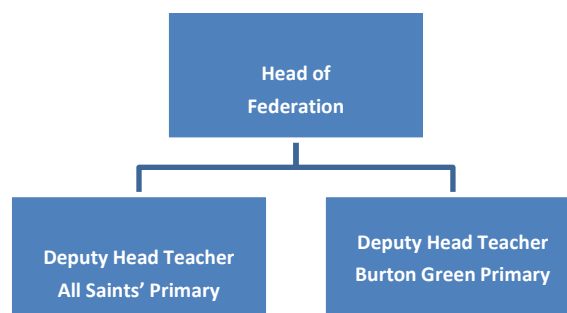 Head of
Federation
Deputy Head Teacher
All Saints’ Primary
Deputy Head Teacher
Burton Green Primary